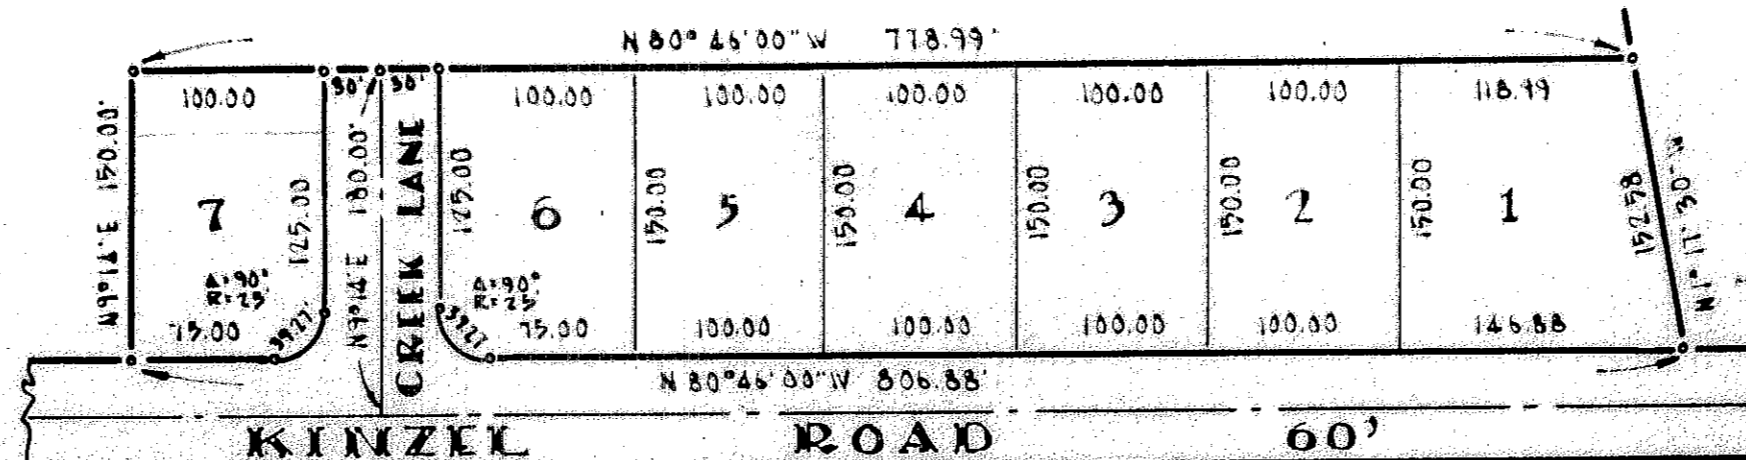 N 80° 46' 00" W 778.99'
100.00 30' 30' 100.00 100.00 100.00 100.00 100.00 118.99
N 9° 14' E 150.00'
7
125.00
Δ=90°
R=25'
75.00
39.27
N 9° 14' E 180.00'
CREEK LANE
125.00
6
Δ=90°
R=25'
39.27
75.00
150.00
5
100.00
150.00
4
100.00
150.00
3
100.00
150.00
2
100.00
150.00
1
146.88
152.58
N 80° 46' 00" W 806.88'
KINZEL ROAD 60'